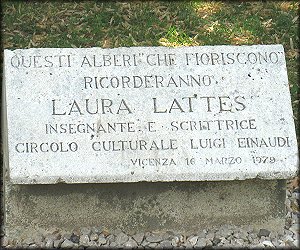 QUESTI ALBERI CHE FIORISCONO
RICORDERANNO
LAURA LATTES
INSEGNANTE E SCRITTRICE
CIRCOLO CULTURALE LUIGI EINAUDI
VICENZA 16 MARZO 1979